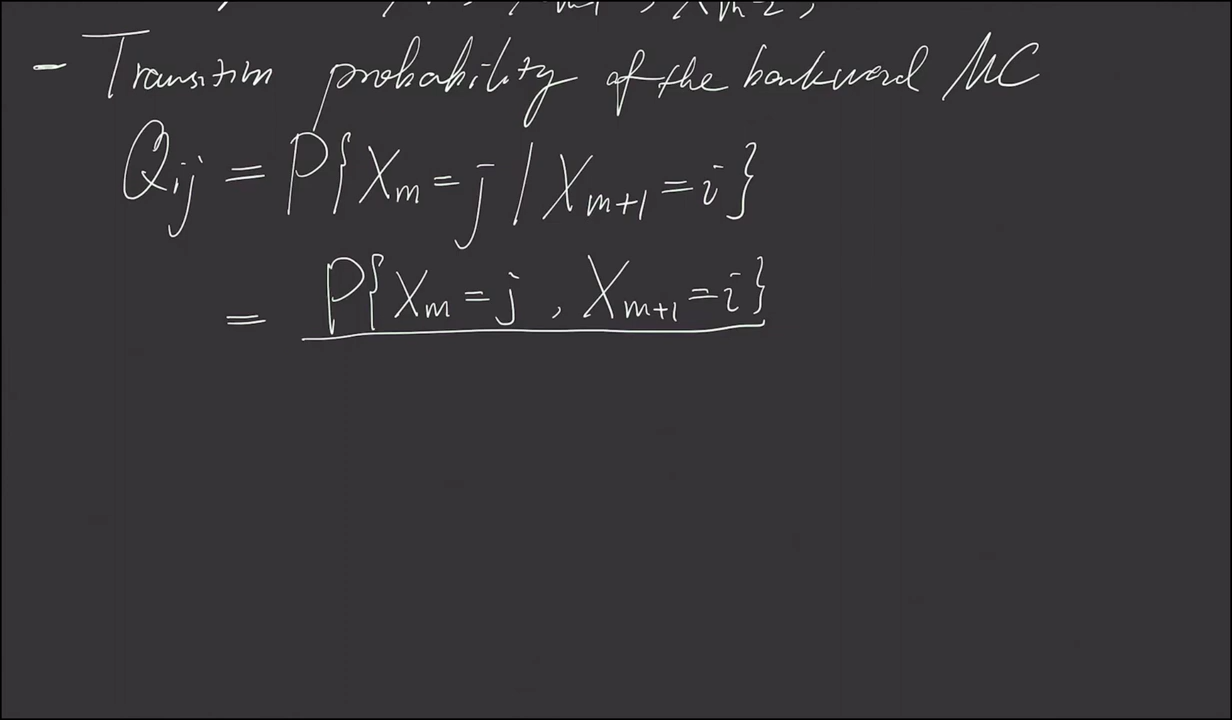 - Transition probability of the backward MC
Qij = P{Xm = j / Xm+1 = i}
= P{Xm = j , Xm+1 = i}